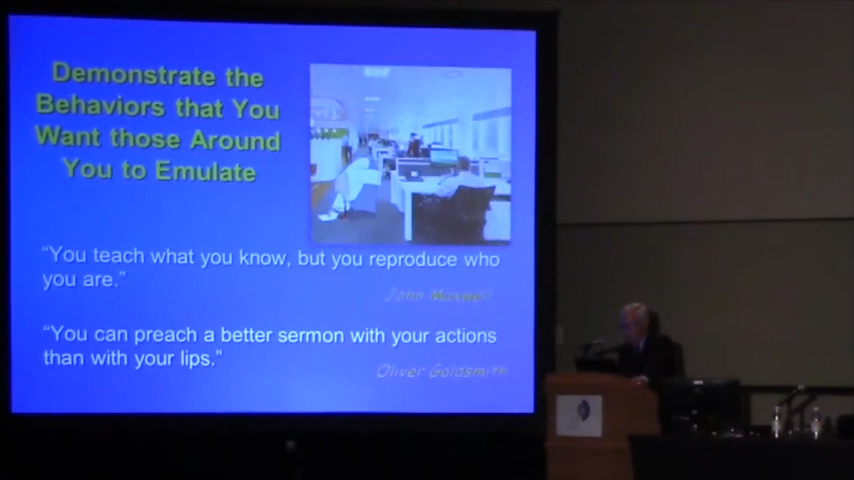 Demonstrate the
Behaviors that You
Want those Around
You to Emulate
“You teach what you know, but you reproduce who
you are.”
John Maxwell
“You can preach a better sermon with your actions
than with your lips.”
Oliver Goldsmith